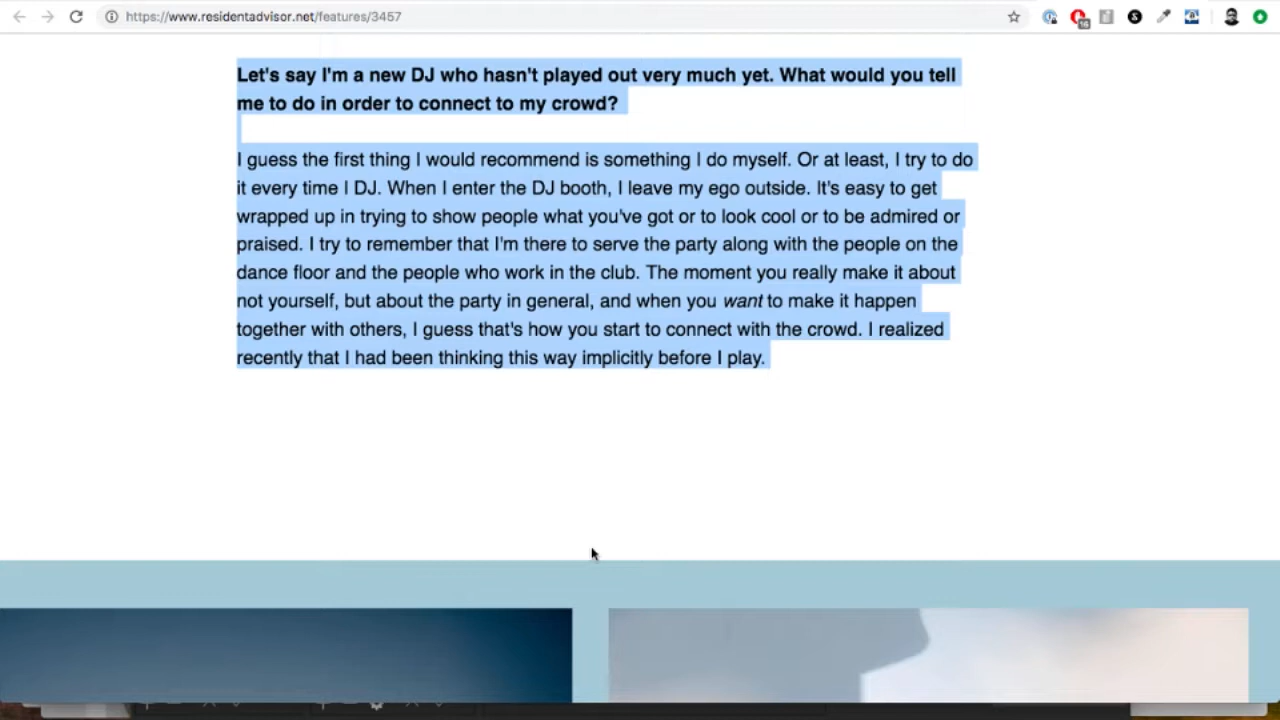 https://www.residentadvisor.net/features/3457
16
Let's say I'm a new DJ who hasn't played out very much yet. What would you tell
me to do in order to connect to my crowd?
I guess the first thing I would recommend is something I do myself. Or at least, I try to do
it every time I DJ. When I enter the DJ booth, I leave my ego outside. It's easy to get
wrapped up in trying to show people what you've got or to look cool or to be admired or
praised. I try to remember that I'm there to serve the party along with the people on the
dance floor and the people who work in the club. The moment you really make it about
not yourself, but about the party in general, and when you want to make it happen
together with others, I guess that's how you start to connect with the crowd. I realized
recently that I had been thinking this way implicitly before I play.